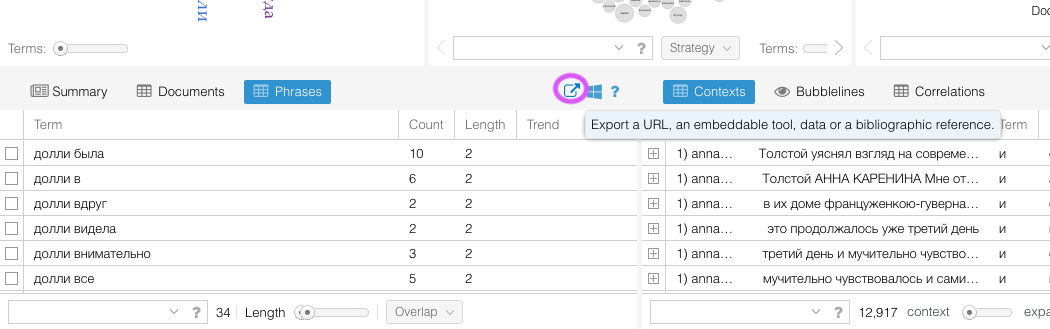 ли
да
Doc
Terms:
?
Strategy
Terms:
Summary
Documents
Phrases
?
Contexts
Bubblelines
Correlations
Export a URL, an embeddable tool, data or a bibliographic reference.
Term Count Length Trend
Term
долли была 10 2
долли в 6 2
долли вдруг 2 2
долли видела 2 2
долли внимательно 3 2
долли все 5 2
1) anna… Толстой уяснял взгляд на совреме… и
1) anna… Толстой АННА КАРЕНИНА Мне от… и
1) anna… в их доме француженкою-гуверна… и
1) anna… это продолжалось уже третий день и
1) anna… третий день и мучительно чувство… и
1) anna… мучительно чувствовалось и сами… и
? 34 Length Overlap
? 12,917 context expa